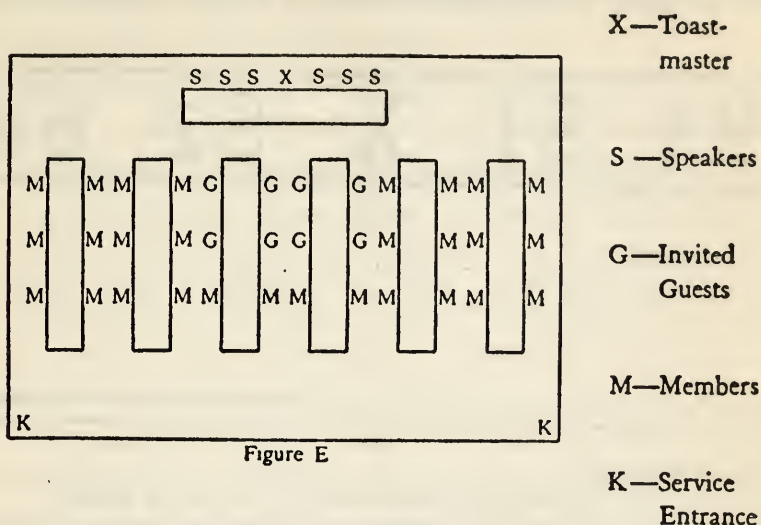 S S S X S S S
M M M M G G G G M M M M
M M M M G G G G M M M M
M M M M M M M M M M M M
K K
Figure E
X—Toast-
master
S—Speakers
G—Invited
Guests
M—Members
K—Service
Entrance